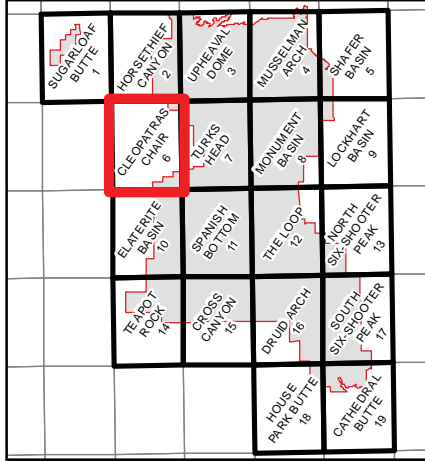 SUGARLOAF
BUTTE
1
HORSETHIEF
CANYON
2
UPHEAVAL
DOME
3
MUSSELMAN
ARCH
4
SHAFER
BASIN
5
CLEOPATRAS
CHAIR
6
TURKS
HEAD
7
MONUMENT
BASIN
8
LOCKHART
BASIN
9
ELATERITE
BASIN
10
SPANISH
BOTTOM
11
THE LOOP
12
NORTH
SIX-SHOOTER
PEAK
13
TEAPOT
ROCK
14
CROSS
CANYON
15
DRUID ARCH
16
SOUTH
SIX-SHOOTER
PEAK
17
HOUSE
PARK BUTTE
18
CATHEDRAL
BUTTE
19